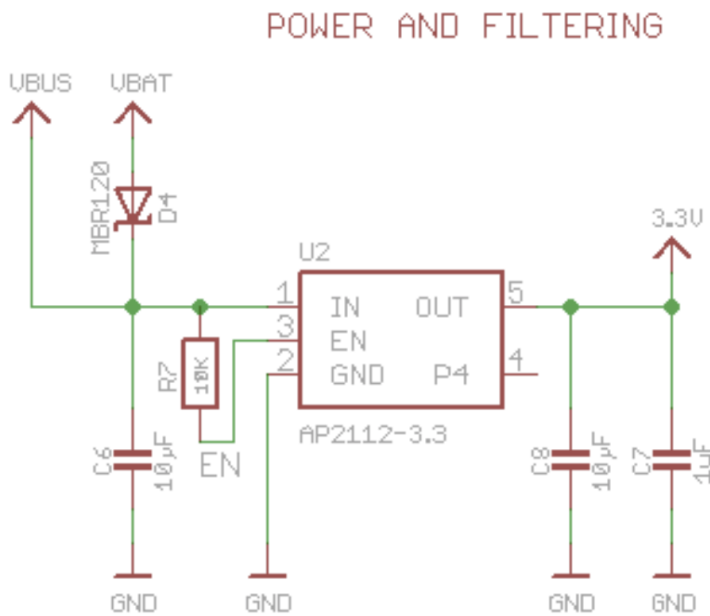 POWER AND FILTERING
VBUS VBAT
MBR120
D4
3.3V
U2
1 IN OUT 5
3 EN
2 GND P4 4
R7
10K
AP2112-3.3
EN
C6
10µF
C8
10µF
C7
1uF
GND GND GND GND